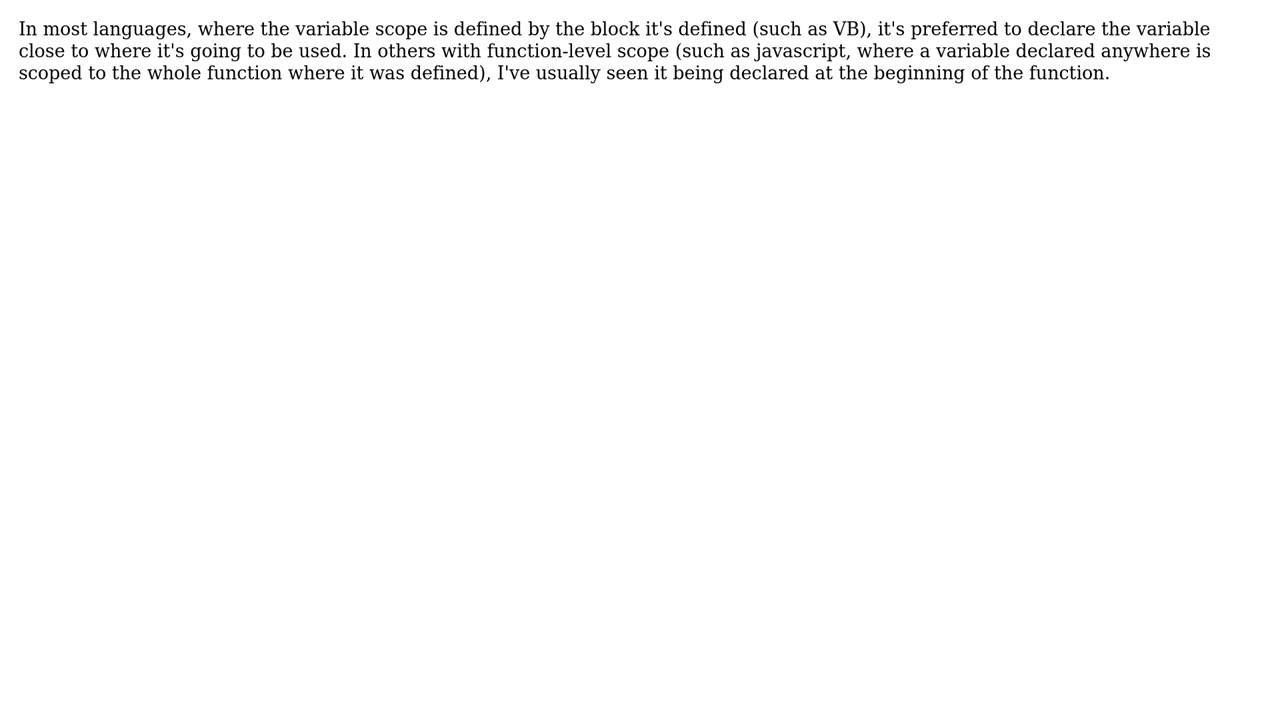 In most languages, where the variable scope is defined by the block it's defined (such as VB), it's preferred to declare the variable
close to where it's going to be used. In others with function-level scope (such as javascript, where a variable declared anywhere is
scoped to the whole function where it was defined), I've usually seen it being declared at the beginning of the function.